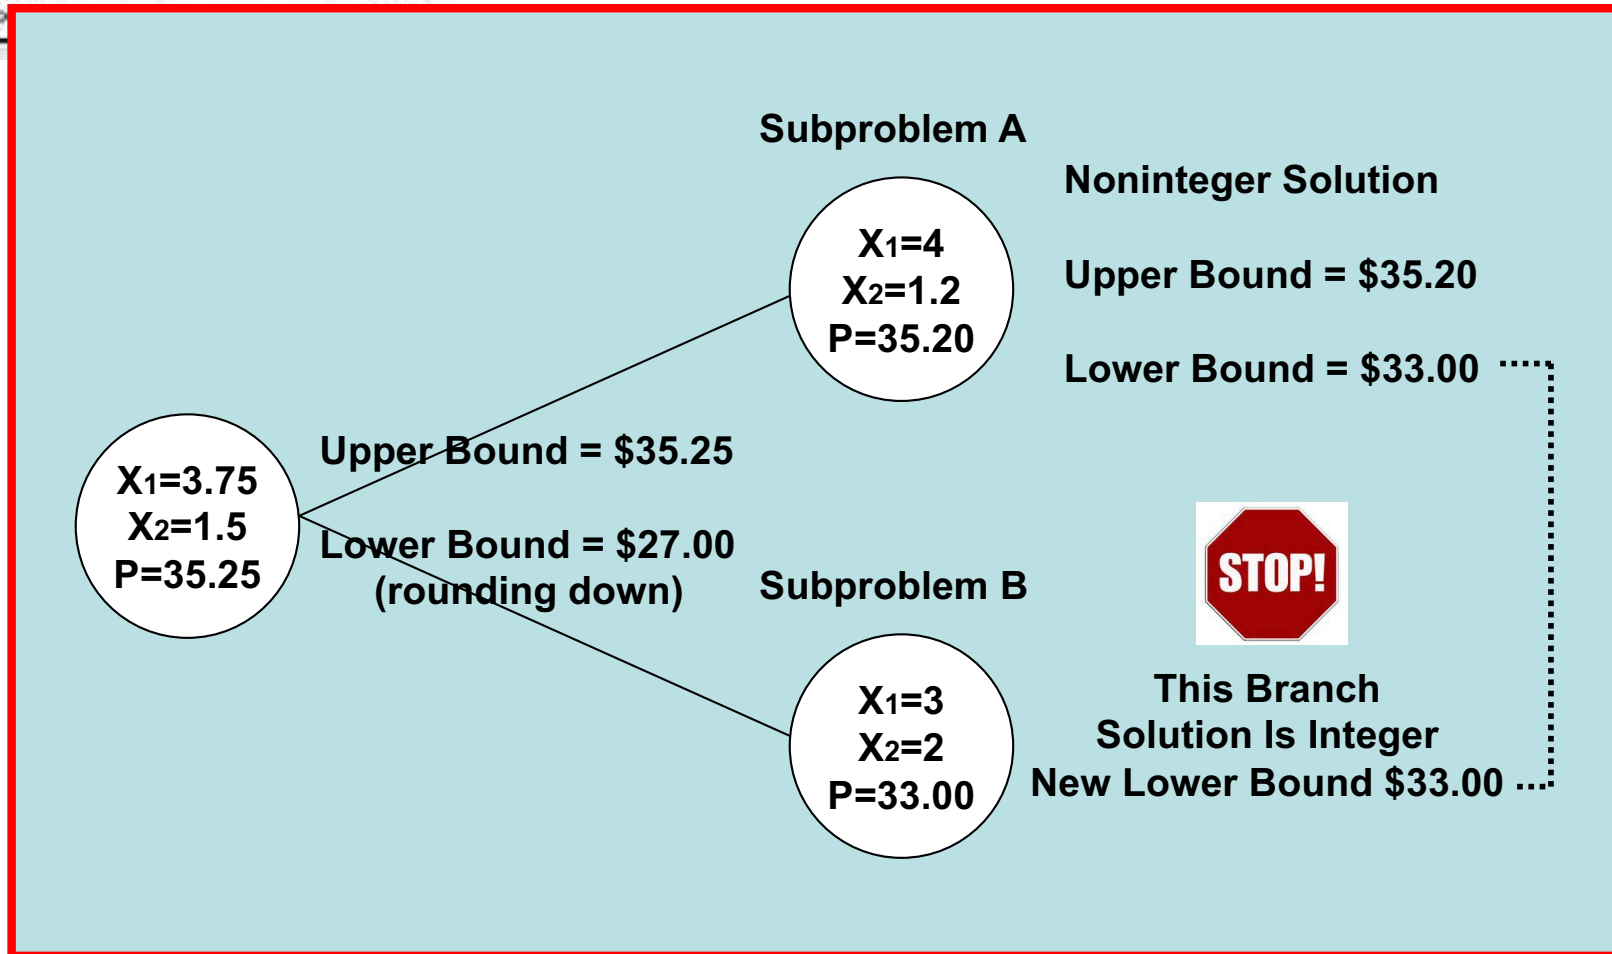 Subproblem A
Noninteger Solution
X1=4
X2=1.2
P=35.20
Upper Bound = $35.20
Lower Bound = $33.00
X1=3.75
X2=1.5
P=35.25
Upper Bound = $35.25
Lower Bound = $27.00
(rounding down)
Subproblem B
STOP!
X1=3
X2=2
P=33.00
This Branch
Solution Is Integer
New Lower Bound $33.00